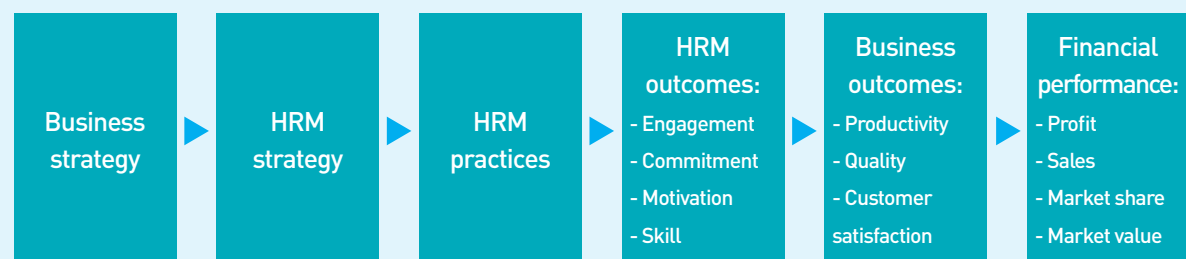 Business
strategy
HRM
strategy
HRM
practices
HRM
outcomes:
- Engagement
- Commitment
- Motivation
- Skill
Business
outcomes:
- Productivity
- Quality
- Customer
satisfaction
Financial
performance:
- Profit
- Sales
- Market share
- Market value